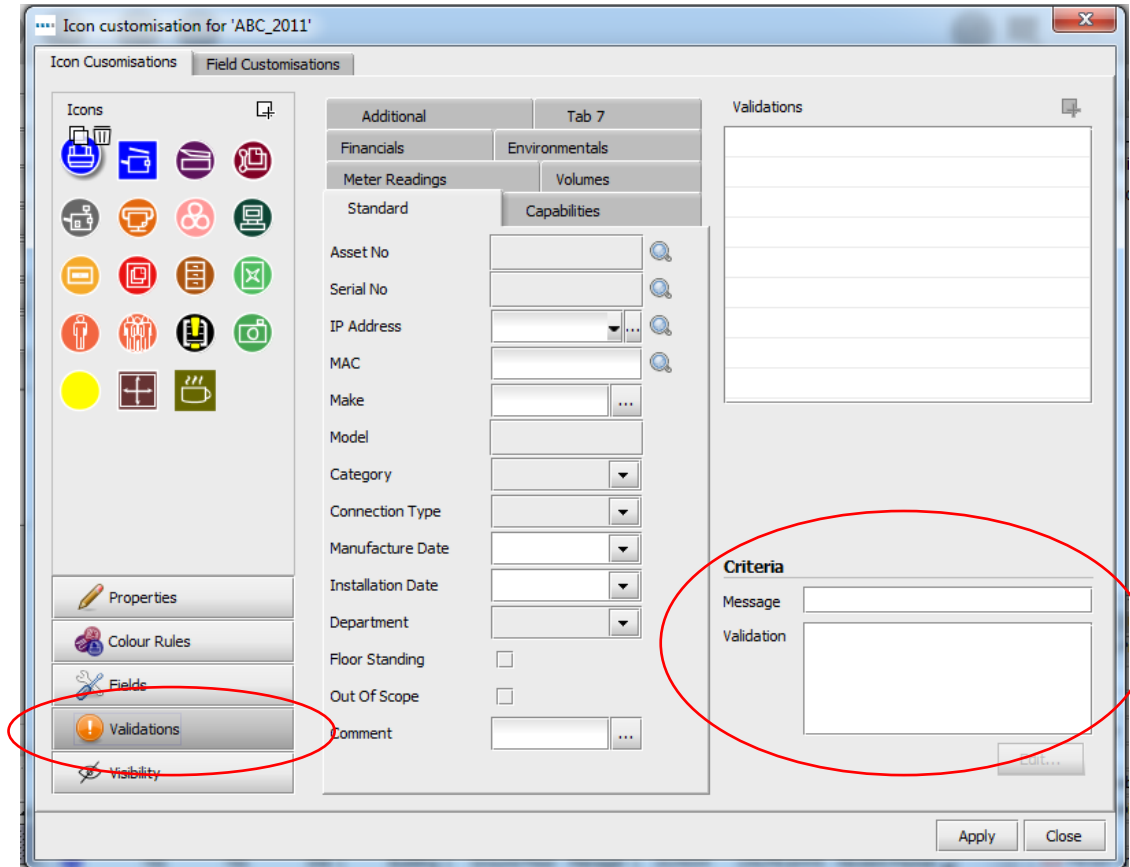 Icon customisation for 'ABC_2011'
Icon Cusomisations
Field Customisations
Icons
Additional
Tab 7
Financials
Environmentals
Meter Readings
Volumes
Standard
Capabilities
Asset No
Serial No
IP Address
...
MAC
Make
...
Model
Category
Connection Type
Manufacture Date
Installation Date
Department
Floor Standing
Out Of Scope
Comment
...
Properties
Colour Rules
Fields
Validations
Visibility
Validations
Criteria
Message
Validation
Edit...
Apply
Close